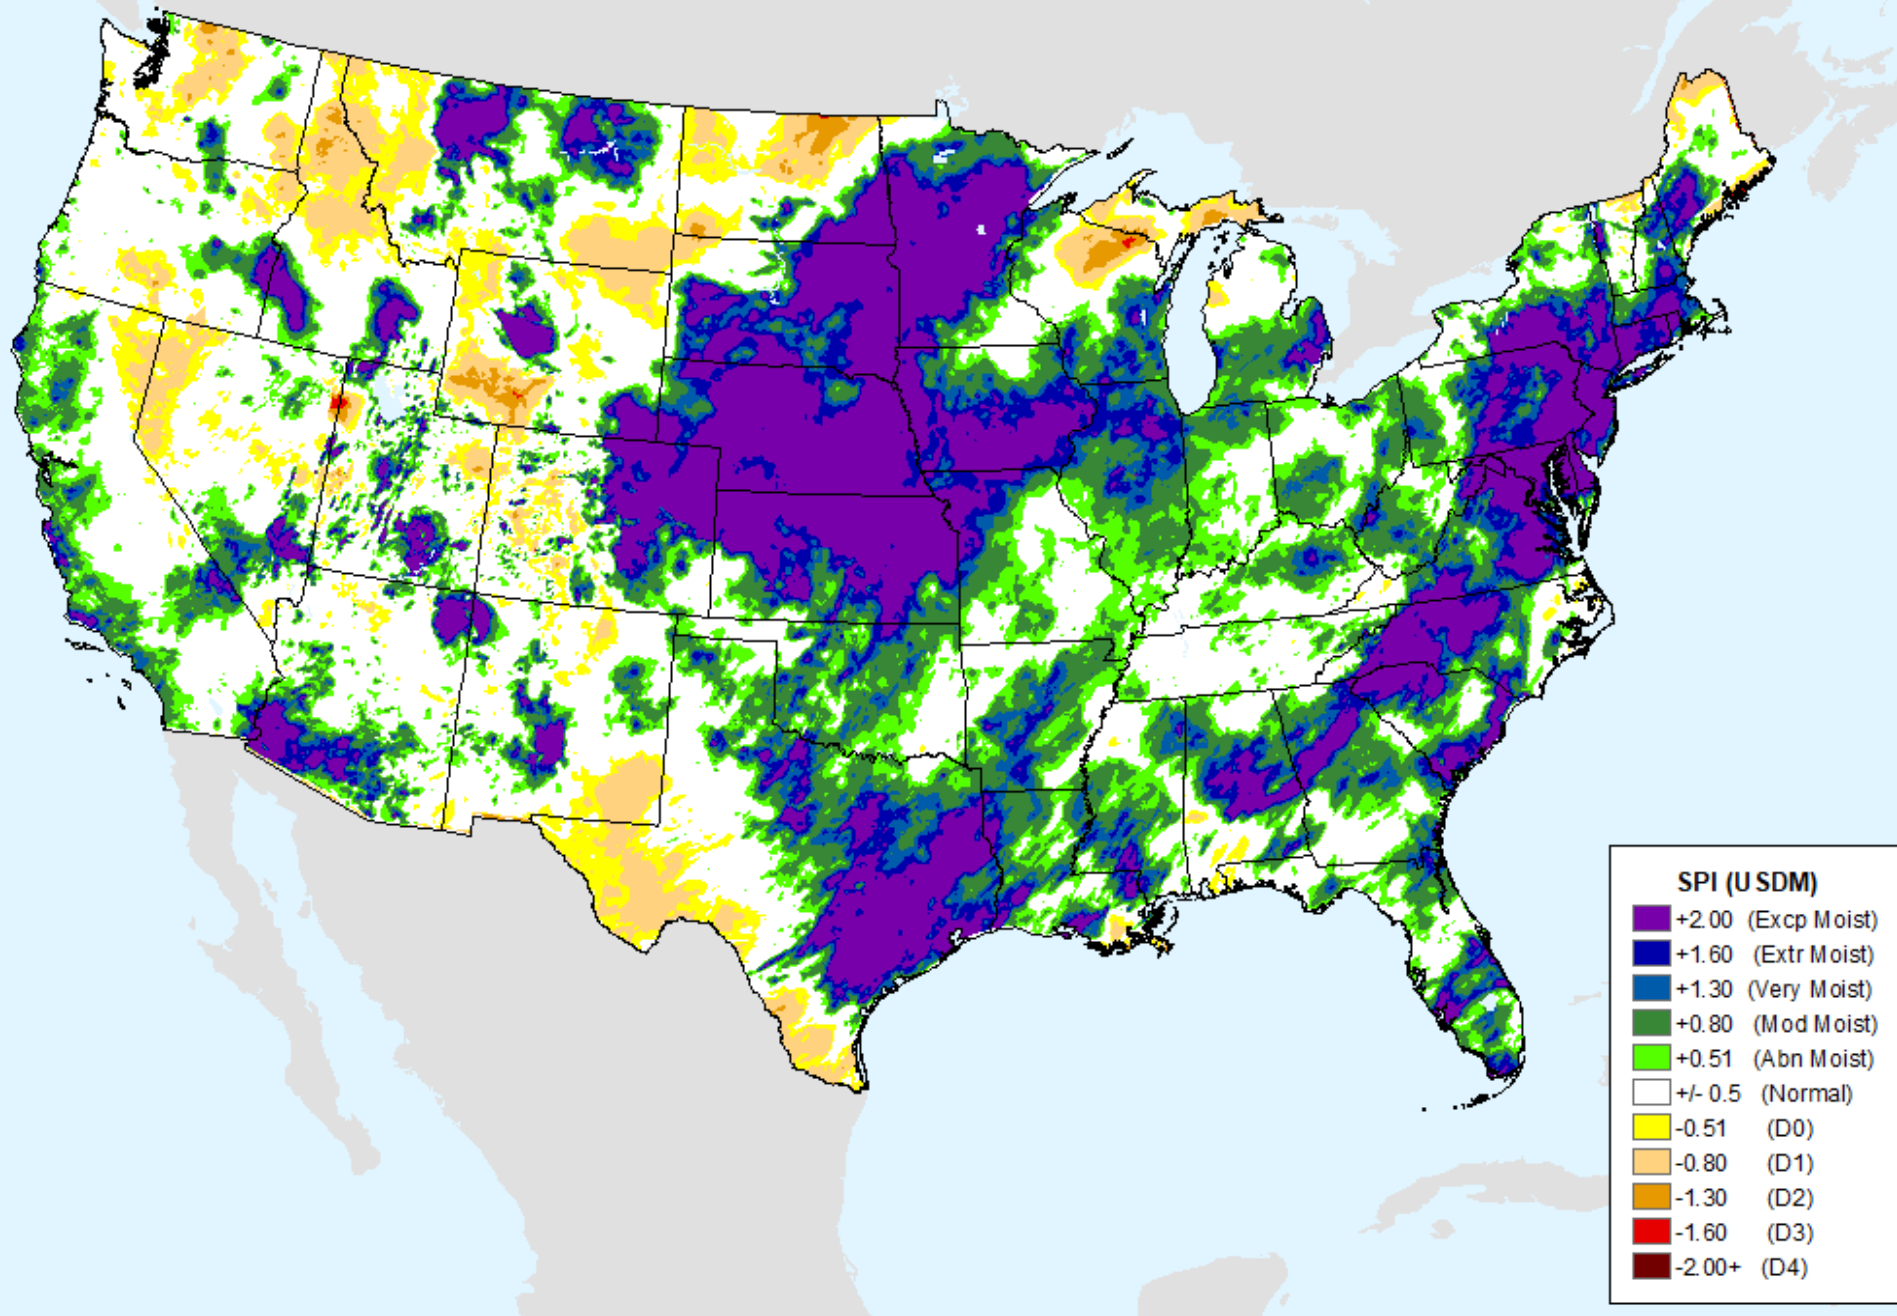 SPI (USDM)
+2.00 (Excp Moist)
+1.60 (Extr Moist)
+1.30 (Very Moist)
+0.80 (Mod Moist)
+0.51 (Abn Moist)
+/- 0.5 (Normal)
-0.51 (D0)
-0.80 (D1)
-1.30 (D2)
-1.60 (D3)
-2.00+ (D4)